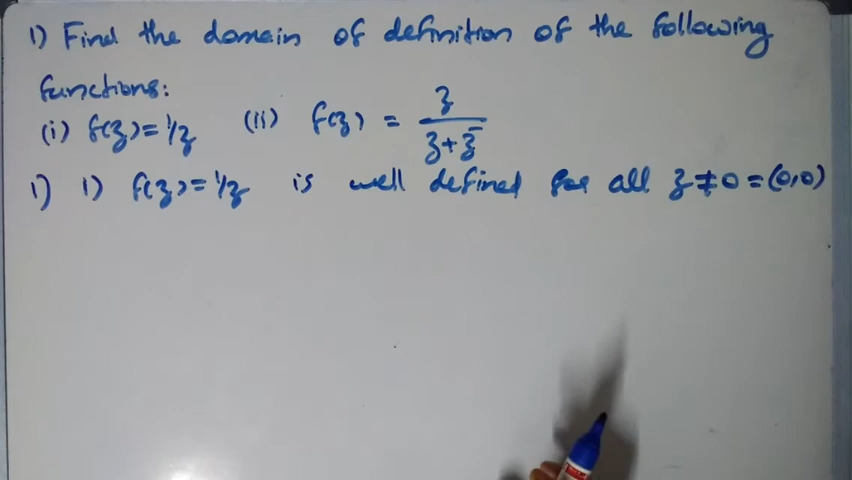 1) Find the domain of definition of the following
functions:
(i) f(z) = 1/z (ii) f(z) = z / (z + z̄)
1) 1) f(z) = 1/z is well defined for all z ≠ 0 = (0,0)